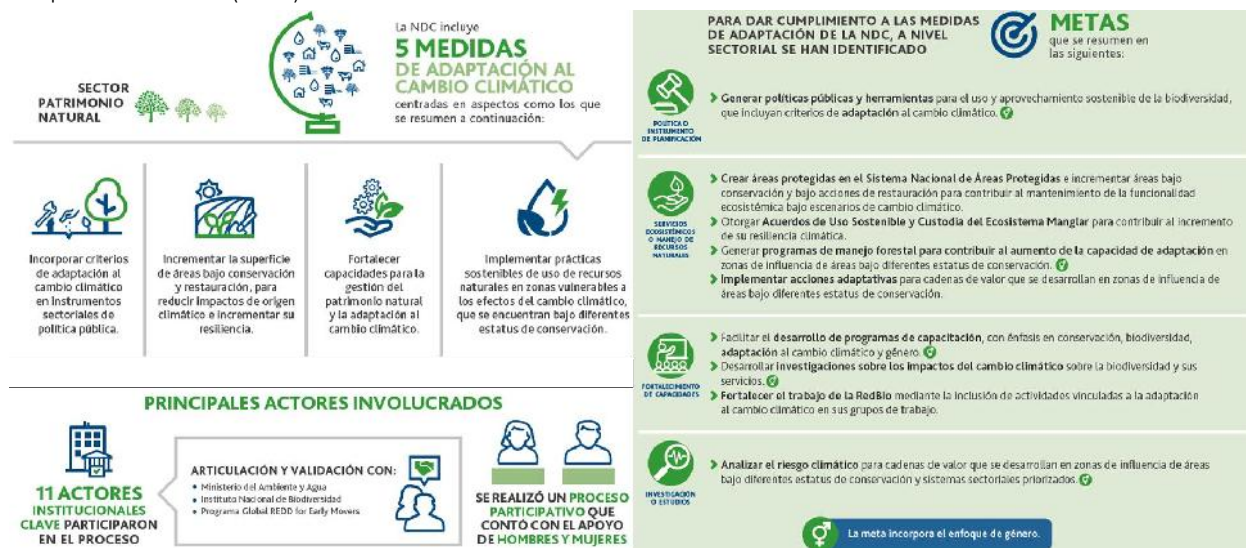 La NDC incluye
5 MEDIDAS
DE ADAPTACIÓN AL
CAMBIO CLIMÁTICO
centradas en aspectos como los que
se resumen a continuación:
SECTOR
PATRIMONIO
NATURAL
Incorporar criterios
de adaptación al
cambio climático
en instrumentos
sectoriales de
política pública.
Incrementar la superficie
de áreas bajo conservación
y restauración, para
reducir impactos de origen
climático e incrementar su
resiliencia.
Fortalecer
capacidades para la
gestión del
patrimonio natural
y la adaptación al
cambio climático.
Implementar prácticas
sostenibles de uso de recursos
naturales en zonas vulnerables a
los efectos del cambio climático,
que se encuentran bajo diferentes
estatus de conservación.
PRINCIPALES ACTORES INVOLUCRADOS
11 ACTORES
INSTITUCIONALES
CLAVE PARTICIPARON
EN EL PROCESO
ARTICULACIÓN Y VALIDACIÓN CON:
• Ministerio del Ambiente y Agua
• Instituto Nacional de Biodiversidad
• Programa Global REDD for Early Movers
SE REALIZÓ UN PROCESO
PARTICIPATIVO QUE
CONTÓ CON EL APOYO
DE HOMBRES Y MUJERES
PARA DAR CUMPLIMIENTO A LAS MEDIDAS
DE ADAPTACIÓN DE LA NDC, A NIVEL
SECTORIAL SE HAN IDENTIFICADO
METAS
que se resumen en
las siguientes:
POLÍTICA O
INSTRUMENTO
DE PLANIFICACIÓN
Generar políticas públicas y herramientas para el uso y aprovechamiento sostenible de la biodiversidad,
que incluyan criterios de adaptación al cambio climático.
SERVICIOS
ECOSISTÉMICOS
O MANEJO DE
RECURSOS
NATURALES
Crear áreas protegidas en el Sistema Nacional de Áreas Protegidas e incrementar áreas bajo
conservación y bajo acciones de restauración para contribuir al mantenimiento de la funcionalidad
ecosistémica bajo escenarios de cambio climático.
Otorgar Acuerdos de Uso Sostenible y Custodia del Ecosistema Manglar para contribuir al incremento
de su resiliencia climática.
Generar programas de manejo forestal para contribuir al aumento de la capacidad de adaptación en
zonas de influencia de áreas bajo diferentes estatus de conservación.
Implementar acciones adaptativas para cadenas de valor que se desarrollan en zonas de influencia de
áreas bajo diferentes estatus de conservación.
FORTALECIMIENTO
DE CAPACIDADES
Facilitar el desarrollo de programas de capacitación, con énfasis en conservación, biodiversidad,
adaptación al cambio climático y género.
Desarrollar investigaciones sobre los impactos del cambio climático sobre la biodiversidad y sus
servicios.
Fortalecer el trabajo de la RedBio mediante la inclusión de actividades vinculadas a la adaptación
al cambio climático en sus grupos de trabajo.
INVESTIGACIÓN
O ESTUDIOS
Analizar el riesgo climático para cadenas de valor que se desarrollan en zonas de influencia de áreas
bajo diferentes estatus de conservación y sistemas sectoriales priorizados.
La meta incorpora el enfoque de género.